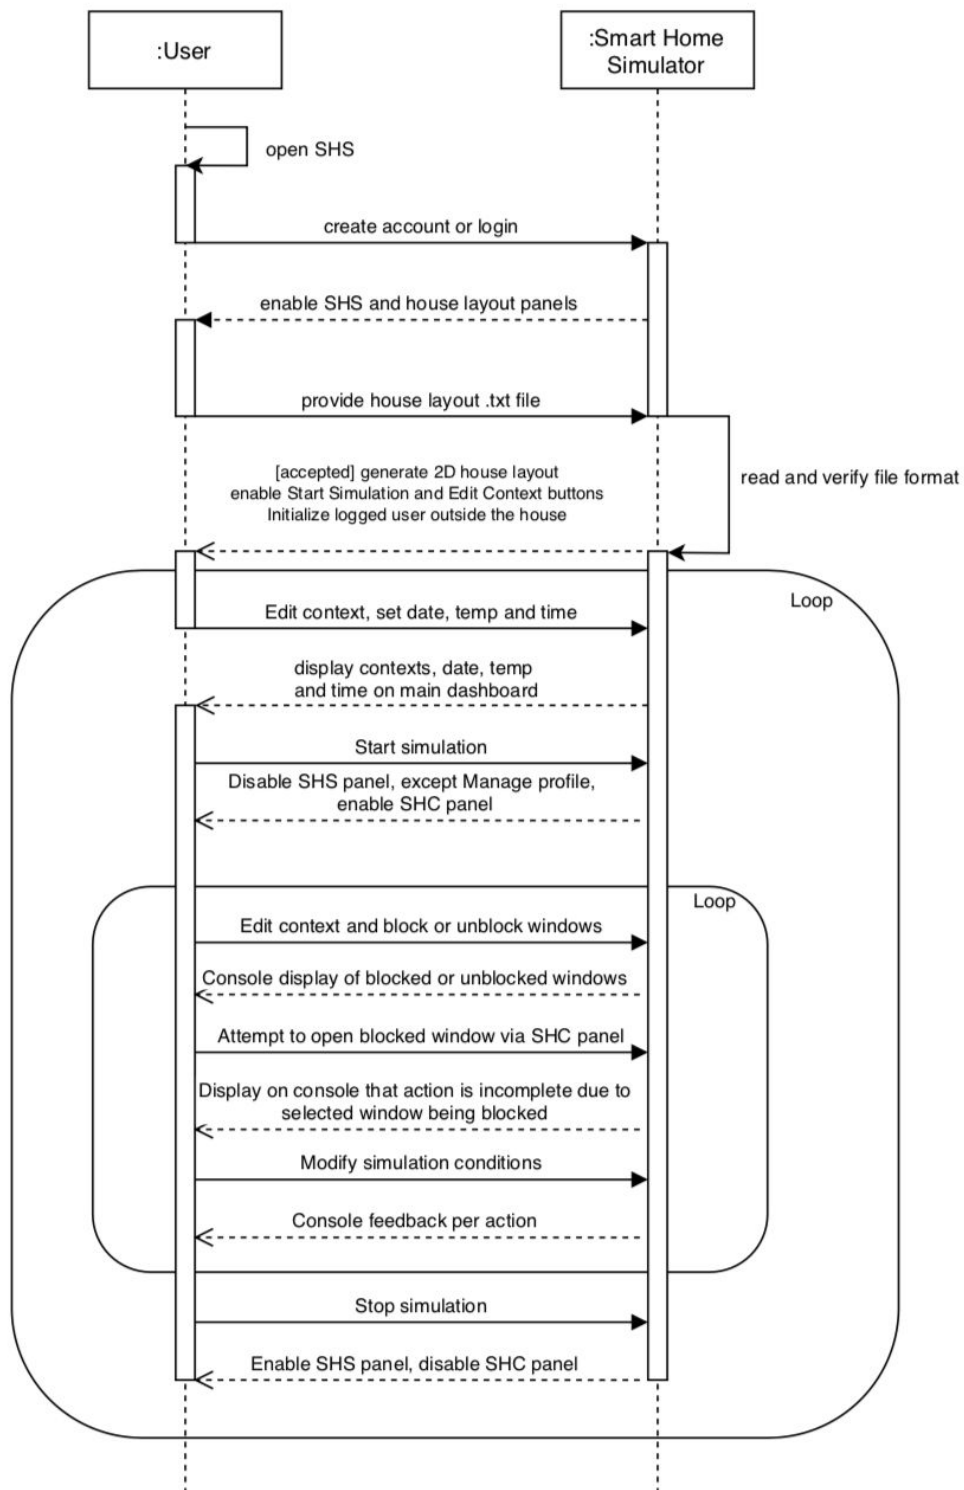 :User
:Smart Home
Simulator
open SHS
create account or login
enable SHS and house layout panels
provide house layout .txt file
[accepted] generate 2D house layout
enable Start Simulation and Edit Context buttons
Initialize logged user outside the house
read and verify file format
Loop
Edit context, set date, temp and time
display contexts, date, temp
and time on main dashboard
Start simulation
Disable SHS panel, except Manage profile,
enable SHC panel
Loop
Edit context and block or unblock windows
Console display of blocked or unblocked windows
Attempt to open blocked window via SHC panel
Display on console that action is incomplete due to
selected window being blocked
Modify simulation conditions
Console feedback per action
Stop simulation
Enable SHS panel, disable SHC panel